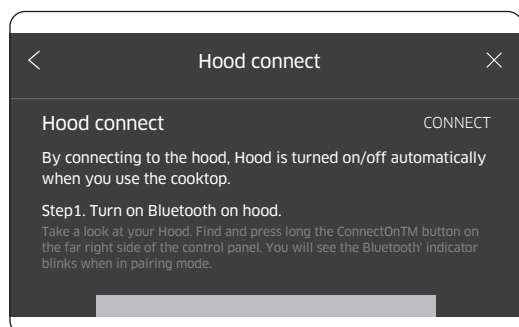 Hood connect
Hood connect
CONNECT
By connecting to the hood, Hood is turned on/off automatically
when you use the cooktop.
Step1. Turn on Bluetooth on hood.
Take a look at your Hood. Find and press long the ConnectOnTM button on
the far right side of the control panel. You will see the Bluetooth' indicator
blinks when in pairing mode.